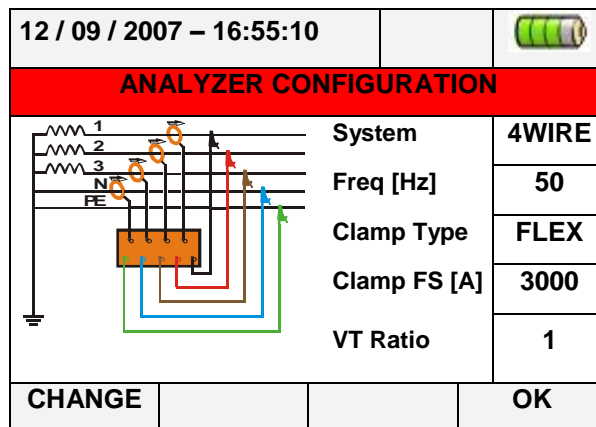 12 / 09 / 2007 – 16:55:10
ANALYZER CONFIGURATION
1
2
3
N
PE
System 4WIRE
Freq [Hz] 50
Clamp Type FLEX
Clamp FS [A] 3000
VT Ratio 1
CHANGE OK